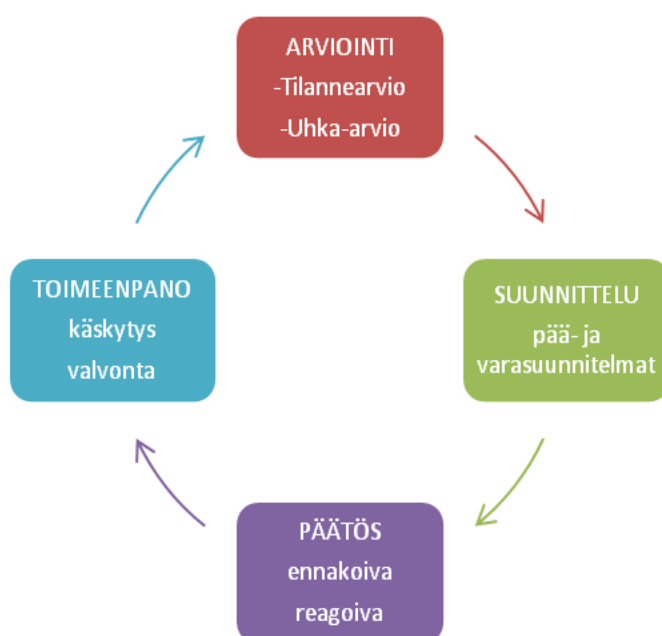 ARVIOINTI
-Tilannearvio
-Uhka-arvio
SUUNNITTELU
pää- ja
varasuunnitelmat
PÄÄTÖS
ennakoiva
reagoiva
TOIMEENPANO
käskytys
valvonta